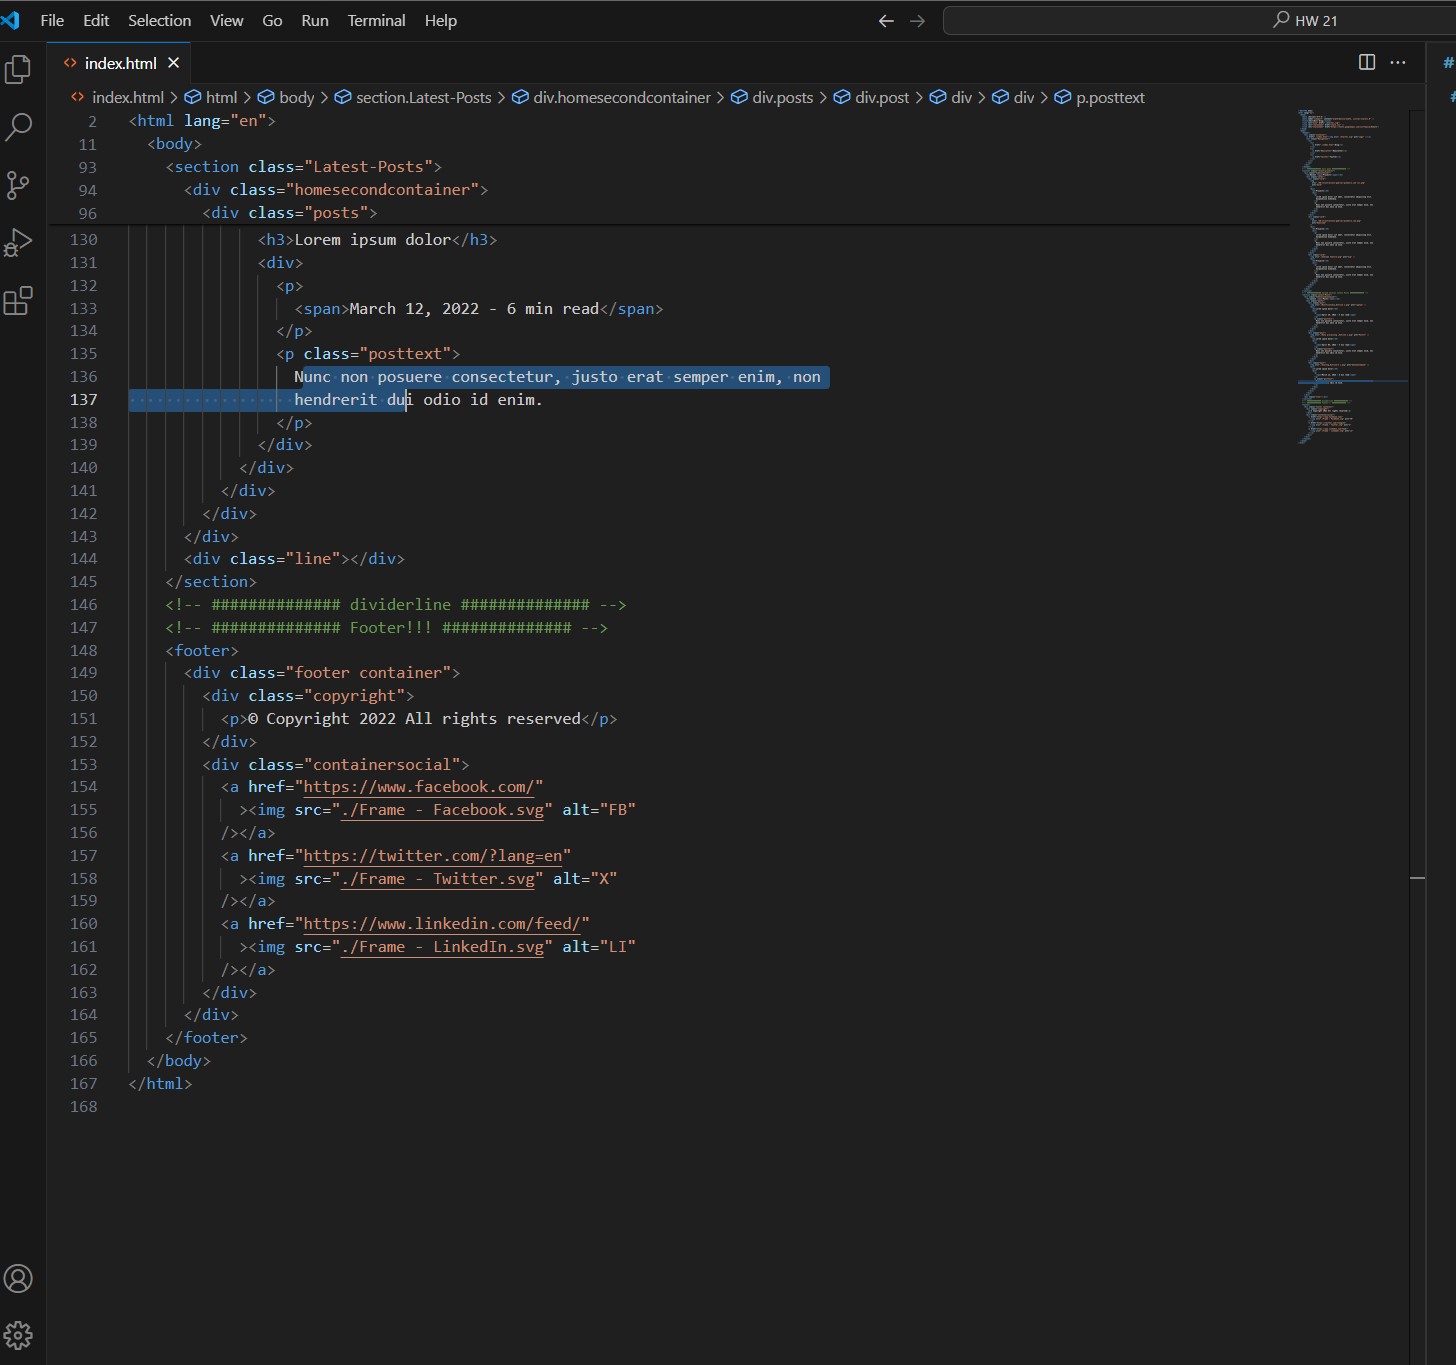 File Edit Selection View Go Run Terminal Help
HW 21
index.html
index.html > html > body > section.Latest-Posts > div.homesecondcontainer > div.posts > div.post > div > div > p.posttext
2 <html lang="en">
11 <body>
93 <section class="Latest-Posts">
94 <div class="homesecondcontainer">
96 <div class="posts">
130 <h3>Lorem ipsum dolor</h3>
131 <div>
132 <p>
133 <span>March 12, 2022 - 6 min read</span>
134 </p>
135 <p class="posttext">
136 Nunc non posuere consectetur, justo erat semper enim, non
137 hendrerit dui odio id enim.
138 </p>
139 </div>
140 </div>
141 </div>
142 </div>
143 </div>
144 <div class="line"></div>
145 </section>
146 <!-- ############## dividerline ############## -->
147 <!-- ############## Footer!!! ############## -->
148 <footer>
149 <div class="footer container">
150 <div class="copyright">
151 <p>© Copyright 2022 All rights reserved</p>
152 </div>
153 <div class="containersocial">
154 <a href="https://www.facebook.com/"
155 ><img src="./Frame - Facebook.svg" alt="FB"
156 /></a>
157 <a href="https://twitter.com/?lang=en"
158 ><img src="./Frame - Twitter.svg" alt="X"
159 /></a>
160 <a href="https://www.linkedin.com/feed/"
161 ><img src="./Frame - LinkedIn.svg" alt="LI"
162 /></a>
163 </div>
164 </div>
165 </footer>
166 </body>
167 </html>
168